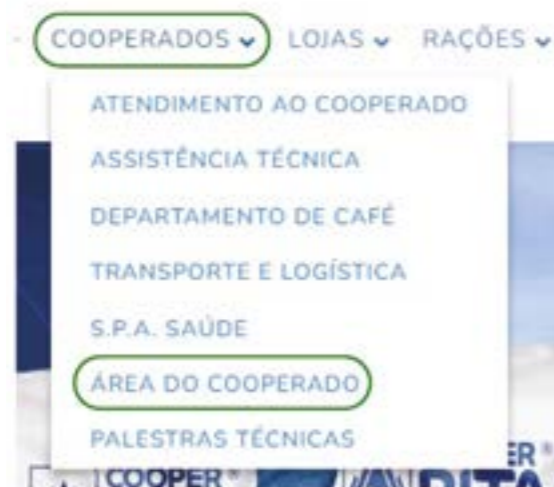 COOPERADOS LOJAS RAÇÕES
ATENDIMENTO AO COOPERADO
ASSISTÊNCIA TÉCNICA
DEPARTAMENTO DE CAFÉ
TRANSPORTE E LOGÍSTICA
S.P.A. SAÚDE
ÁREA DO COOPERADO
PALESTRAS TÉCNICAS
COOPER